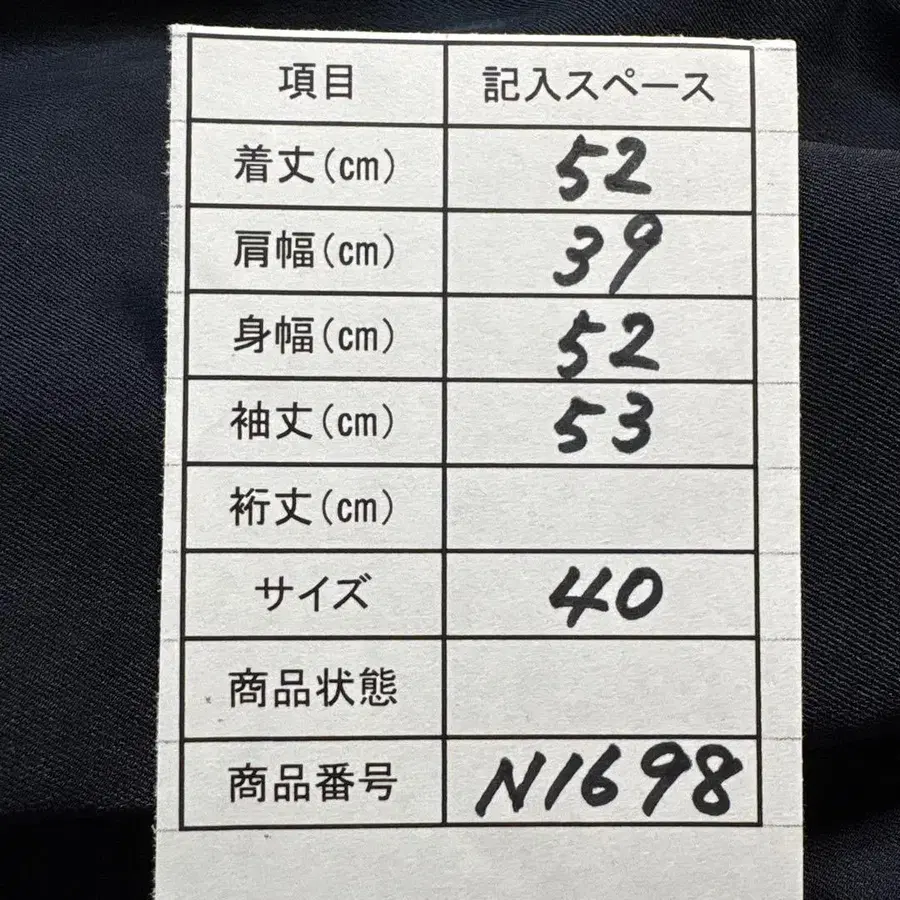 項目 記入スペース
着丈(cm) 52
肩幅(cm) 39
身幅(cm) 52
袖丈(cm) 53
裄丈(cm)
サイズ 40
商品状態
商品番号 N1698